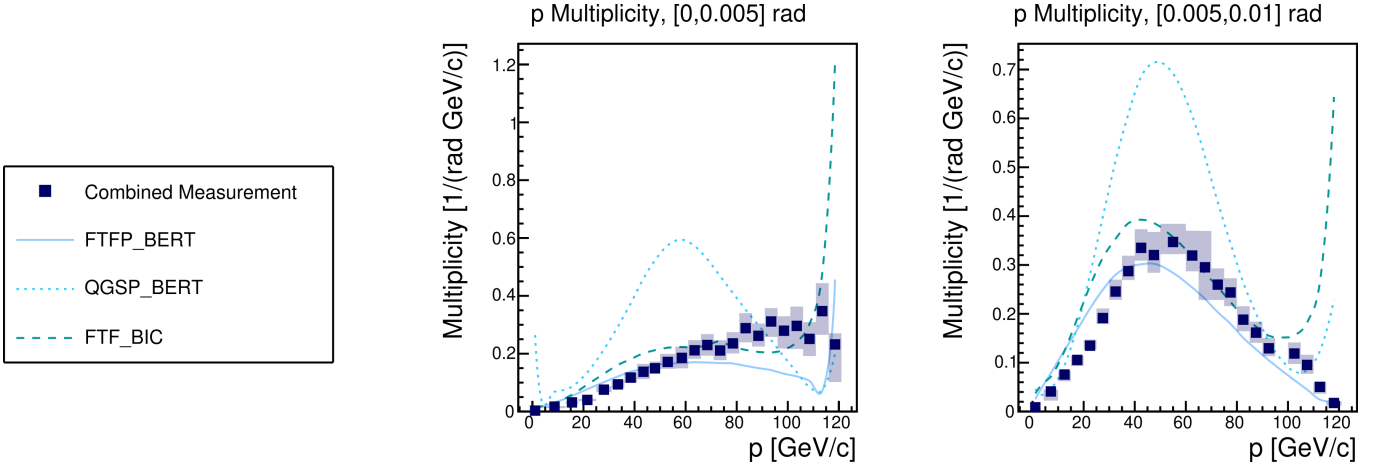 p Multiplicity, [0,0.005] rad
p Multiplicity, [0.005,0.01] rad
Combined Measurement
FTFP_BERT
QGSP_BERT
FTF_BIC
Multiplicity [1/(rad GeV/c)]
1.2
1
0.8
0.6
0.4
0.2
0
0 20 40 60 80 100 120
p [GeV/c]
Multiplicity [1/(rad GeV/c)]
0.7
0.6
0.5
0.4
0.3
0.2
0.1
0
0 20 40 60 80 100 120
p [GeV/c]